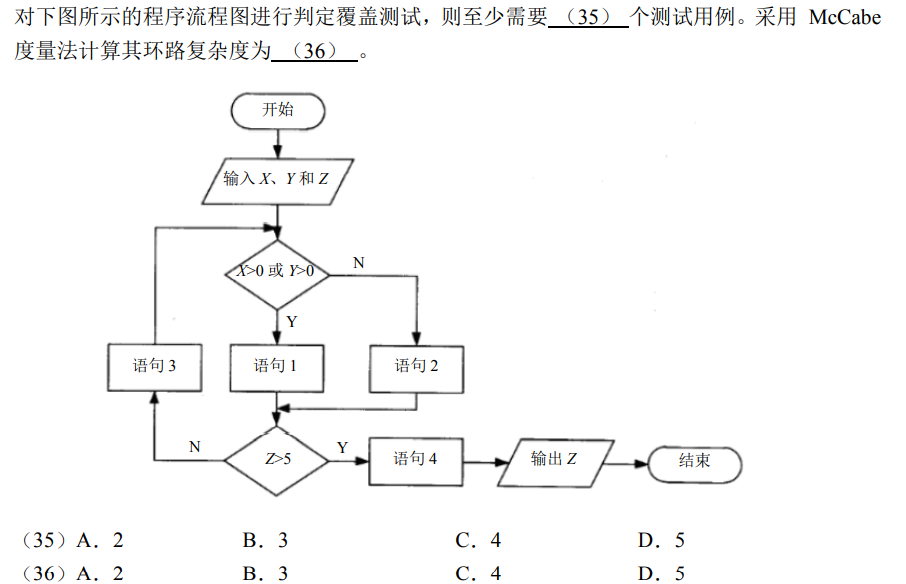 对下图所示的程序流程图进行判定覆盖测试，则至少需要 （35） 个测试用例。采用 McCabe
度量法计算其环路复杂度为 （36） 。
开始
输入 X、Y 和 Z
X>0 或 Y>0
N
Y
语句 3
语句 1
语句 2
N
Z>5
Y
语句 4
输出 Z
结束
（35）A．2 B．3 C．4 D．5
（36）A．2 B．3 C．4 D．5